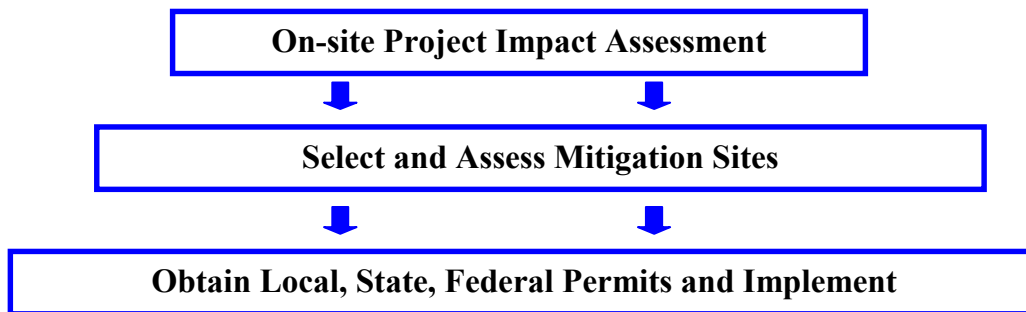 On-site Project Impact Assessment
Select and Assess Mitigation Sites
Obtain Local, State, Federal Permits and Implement